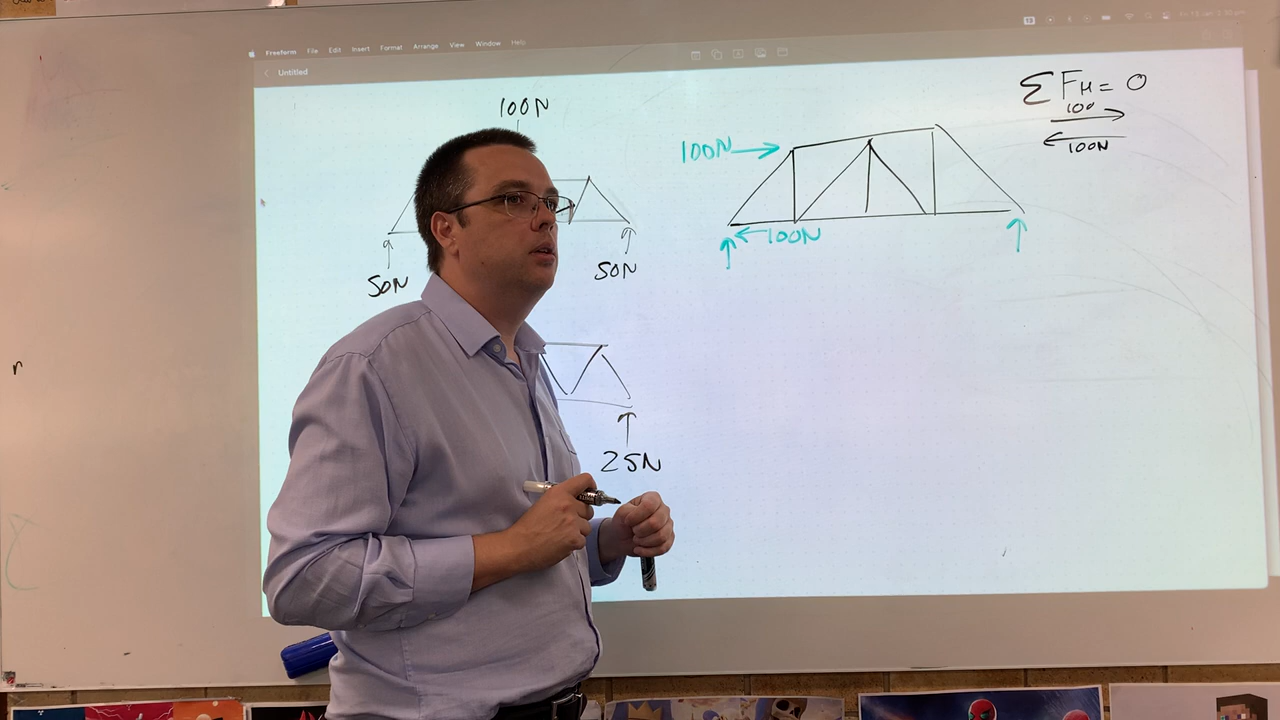 Freeform File Edit Insert Format Arrange View Window Help
Untitled
100N
50N
50N
25N
100N
100N
Σ FH = 0
100
100N
r